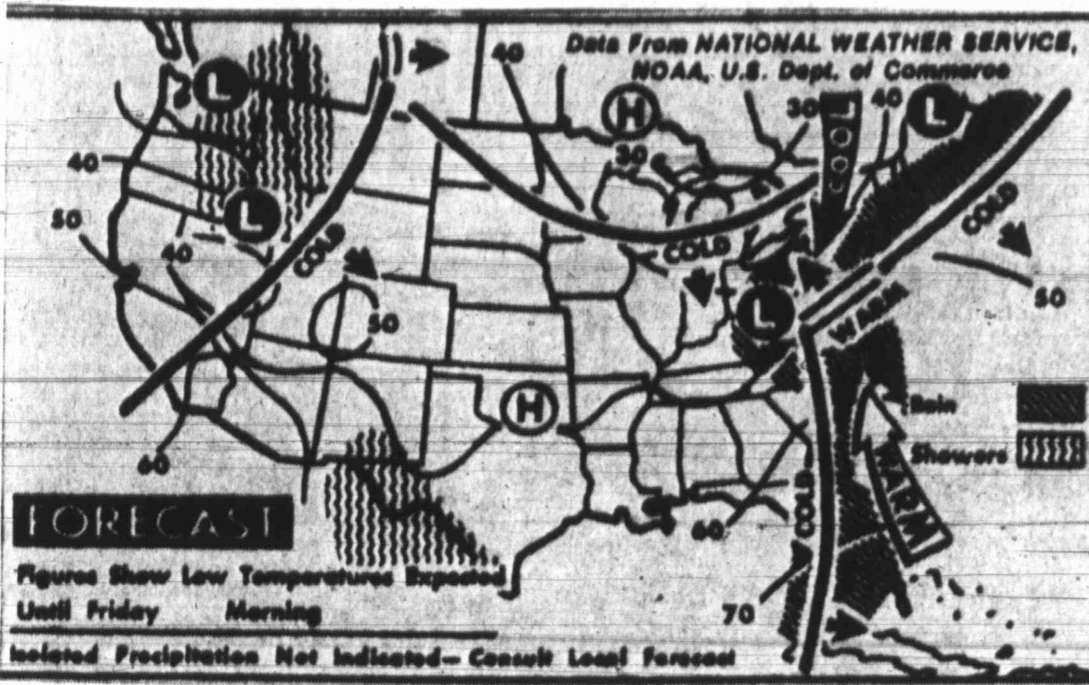 Data From NATIONAL WEATHER SERVICE,
NOAA, U.S. Dept. of Commerce
40
H
30
30
COOL
40
L
L
40
50
L
40
COLD
50
COLD
L
WARM
COLD
50
H
60
Rain
Showers
WARM
COLD
60
70
FORECAST
Figures Show Low Temperatures Expected
Until Friday Morning
Isolated Precipitation Not Indicated— Consult Local Forecast